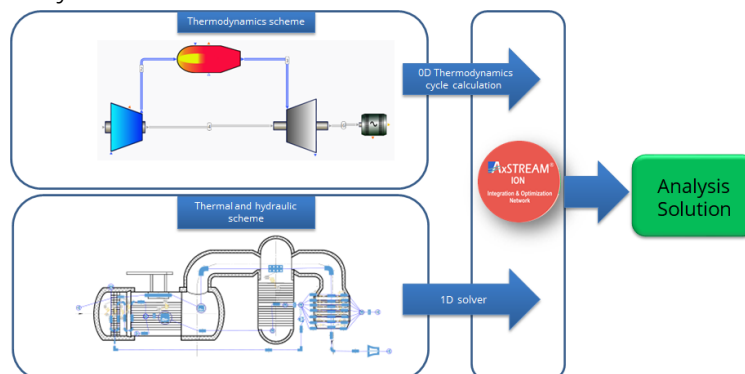 Thermodynamics scheme
0D Thermodynamics
cycle calculation
AxSTREAM®
ION
Integration & Optimization
Network
Analysis
Solution
Thermal and hydraulic
scheme
1D solver